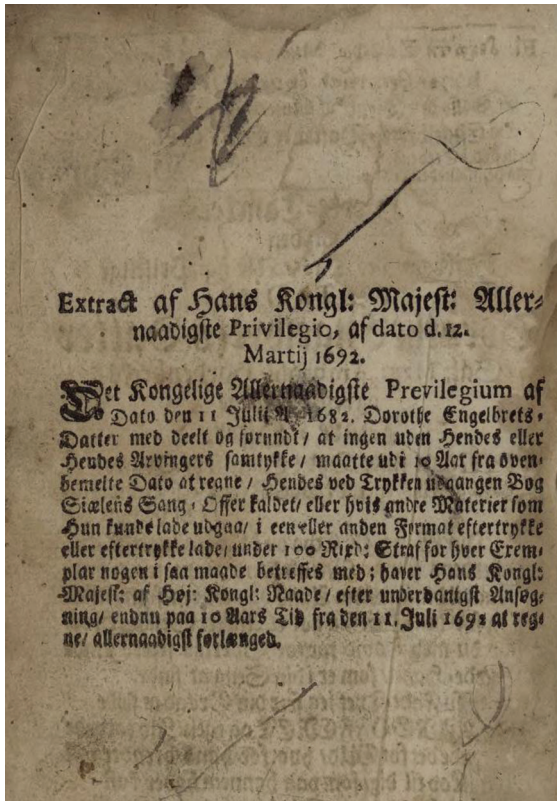 Extract af Hans Kongl: Majest: Aller-
naadigste Privilegio, af dato d. 12.
Martij 1692.
Det Kongelige Allernaadigste Previlegium af
Dato den 11 Julii A. 1682. Dorothe Engelbrets-
Datter med deelt og forundt / at ingen uden Hendes eller
Hendes Arvingers samtykke / maatte udi 10 Aar fra oven-
bemelte Dato at regne / Hendes ved Trykken udgangen Bog
Siælens Sang-Offer kaldet / eller hvis andre Materier som
Hun kunde lade udgaa / i een eller anden Format eftertrykke
eller eftertrykke lade / under 100 Rixd: Straf for hver Exem-
plar nogen i saa maade betreffes med ; haver Hans Kongl:
Majest: af Høj: Kongl: Naade / efter underdanigst Ansøg-
ning / endnu paa 10 Aars Tid fra den 11. Juli 1692 at reg-
ne / allernaadigst forlænged.